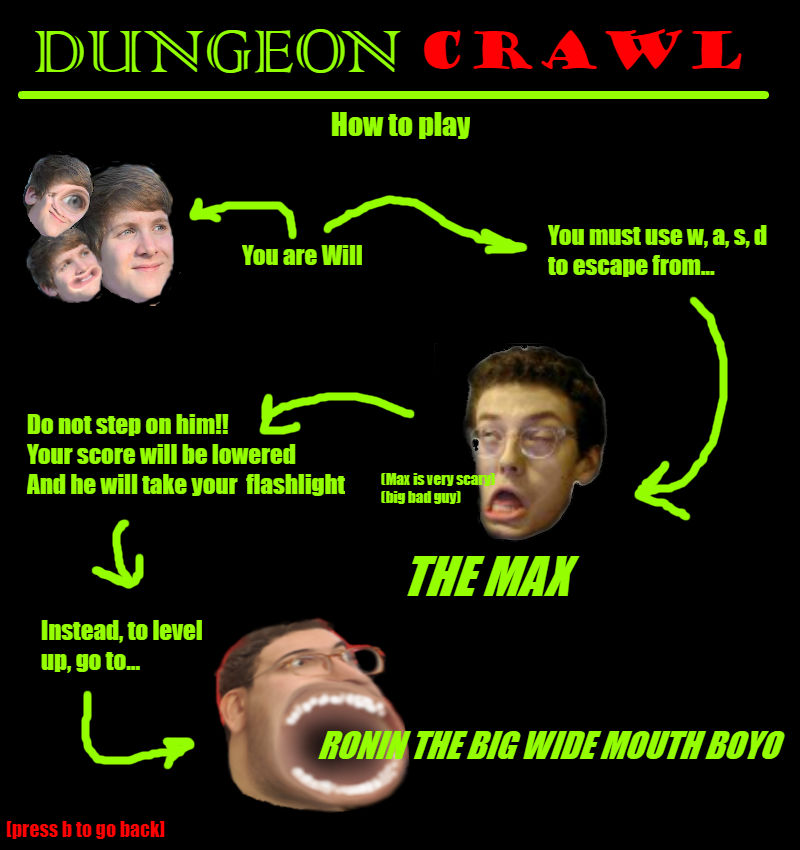 DUNGEON CRAWL
How to play
You are Will
You must use w, a, s, d
to escape from...
Do not step on him!!
Your score will be lowered
And he will take your flashlight
(Max is very scary)
(big bad guy)
THE MAX
Instead, to level
up, go to...
RONIN THE BIG WIDE MOUTH BOYO
[press b to go back]